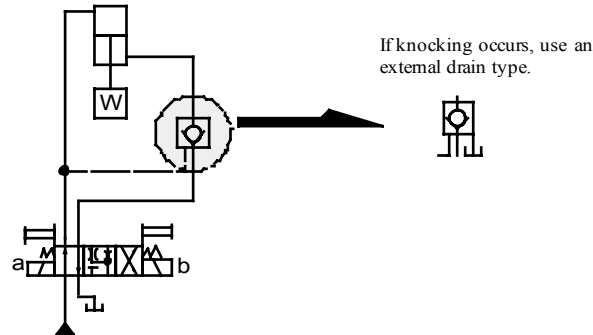 If knocking occurs, use an
external drain type.
W
a
b